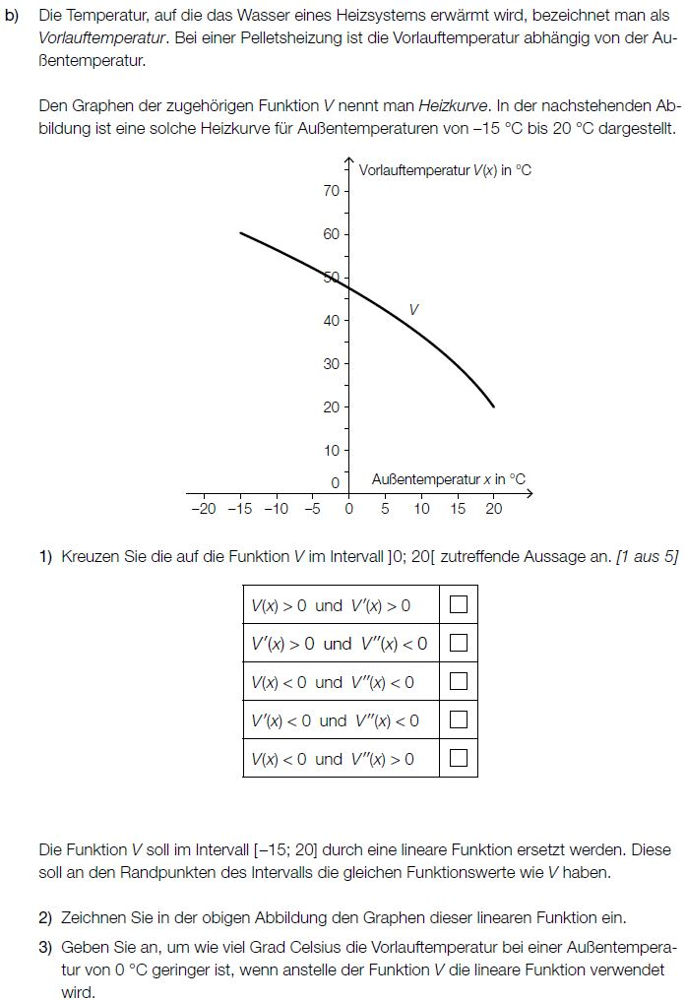 b) Die Temperatur, auf die das Wasser eines Heizsystems erwärmt wird, bezeichnet man als
Vorlauftemperatur. Bei einer Pelletsheizung ist die Vorlauftemperatur abhängig von der Au-
ßentemperatur.
Den Graphen der zugehörigen Funktion V nennt man Heizkurve. In der nachstehenden Ab-
bildung ist eine solche Heizkurve für Außentemperaturen von –15 °C bis 20 °C dargestellt.
Vorlauftemperatur V(x) in °C
70
60
50
V
40
30
20
10
Außentemperatur x in °C
0
–20 –15 –10 –5 0 5 10 15 20
1) Kreuzen Sie die auf die Funktion V im Intervall ]0; 20[ zutreffende Aussage an. [1 aus 5]
V(x) > 0 und V′(x) > 0
V′(x) > 0 und V″(x) < 0
V(x) < 0 und V″(x) < 0
V′(x) < 0 und V″(x) < 0
V(x) < 0 und V″(x) > 0
Die Funktion V soll im Intervall [–15; 20] durch eine lineare Funktion ersetzt werden. Diese
soll an den Randpunkten des Intervalls die gleichen Funktionswerte wie V haben.
2) Zeichnen Sie in der obigen Abbildung den Graphen dieser linearen Funktion ein.
3) Geben Sie an, um wie viel Grad Celsius die Vorlauftemperatur bei einer Außentempera-
tur von 0 °C geringer ist, wenn anstelle der Funktion V die lineare Funktion verwendet
wird.